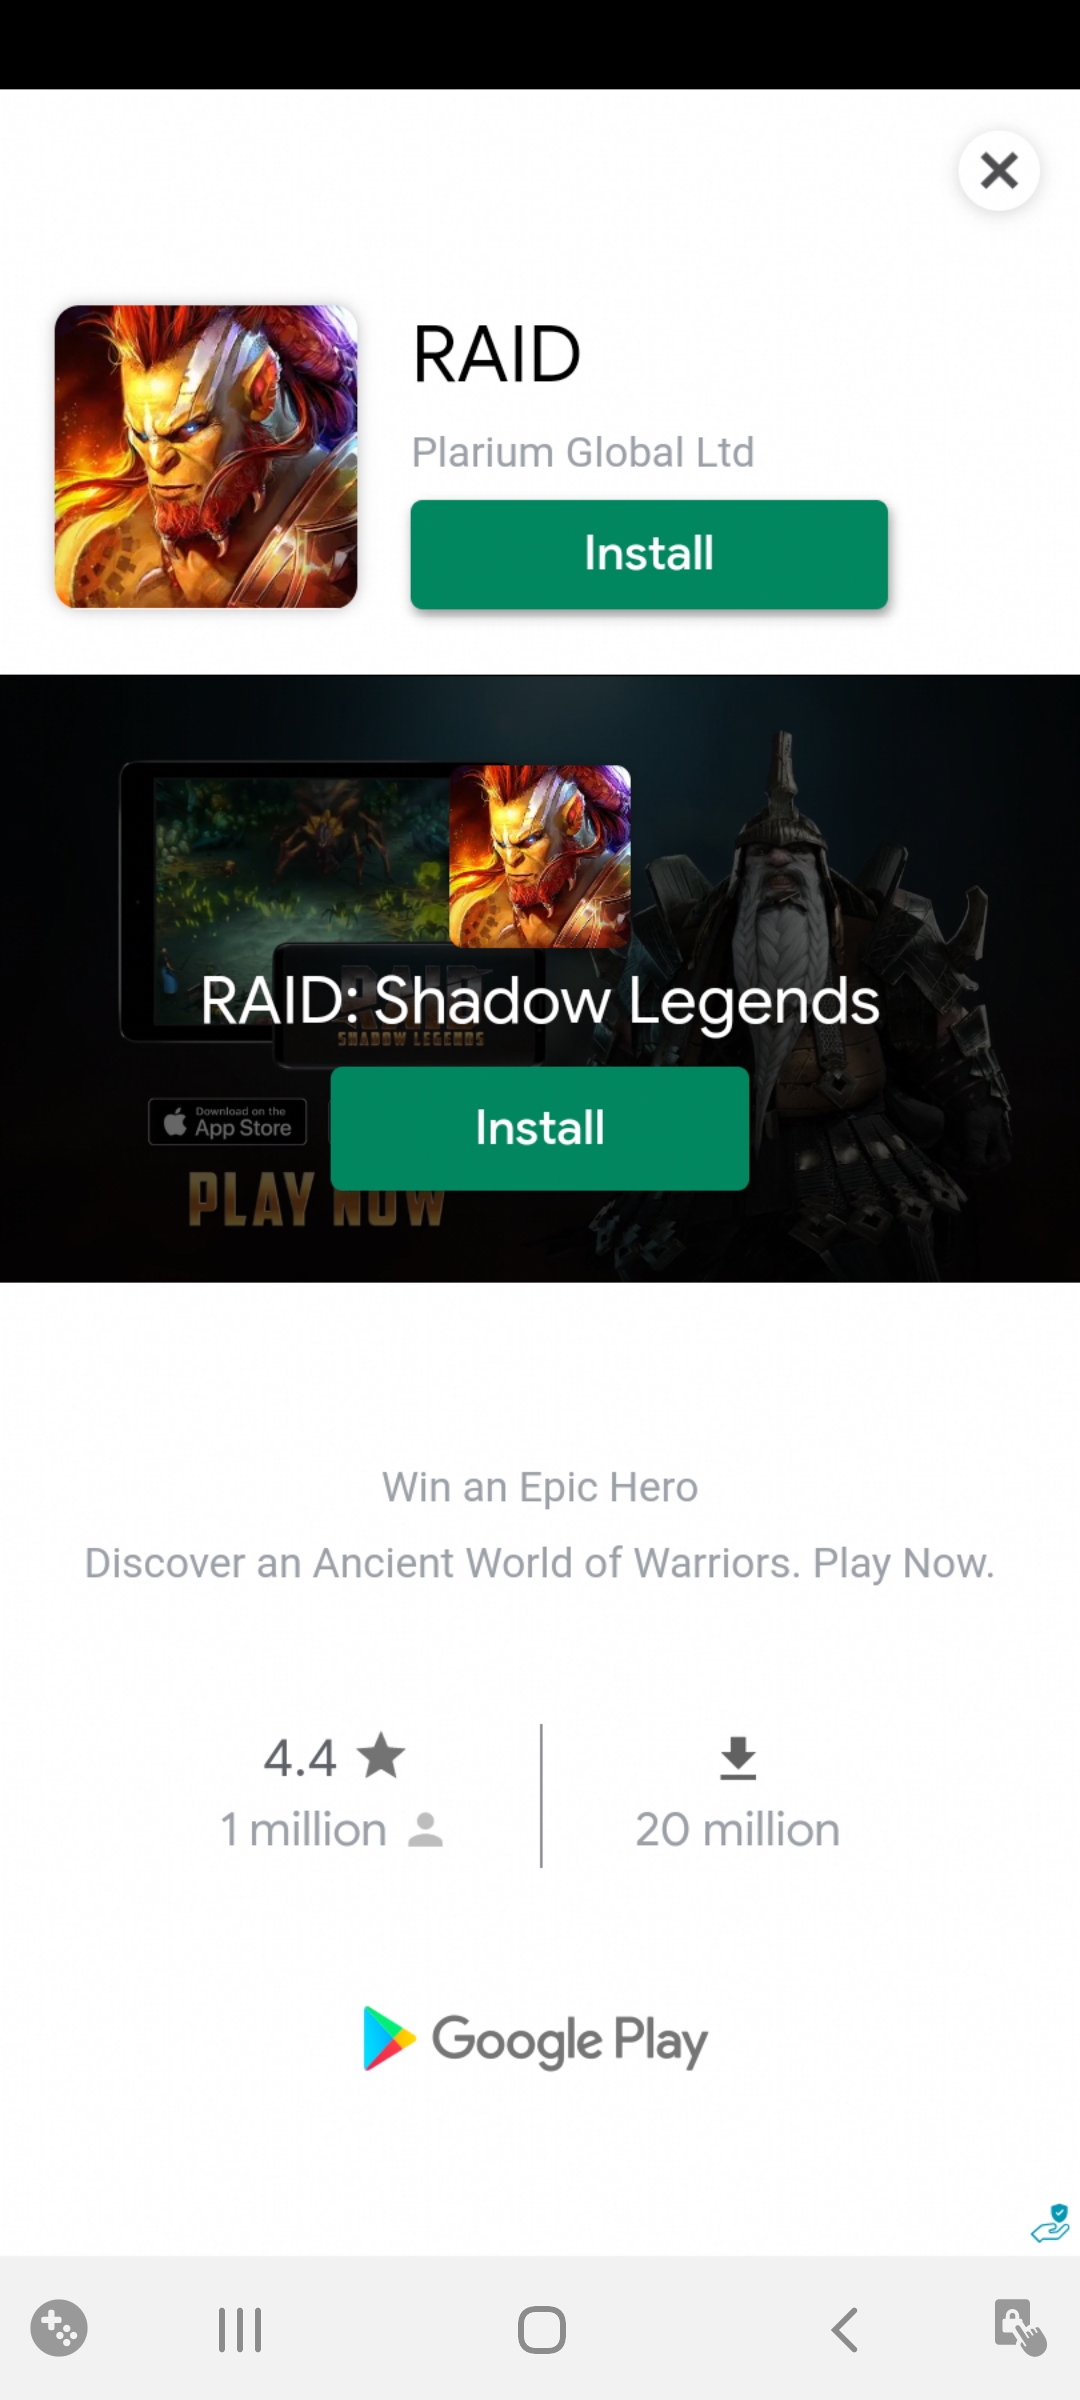 RAID
Plarium Global Ltd
Install
RAID: Shadow Legends
SHADOW LEGENDS
Install
Download on the
App Store
PLAY NOW
Win an Epic Hero
Discover an Ancient World of Warriors. Play Now.
4.4
1 million
20 million
Google Play